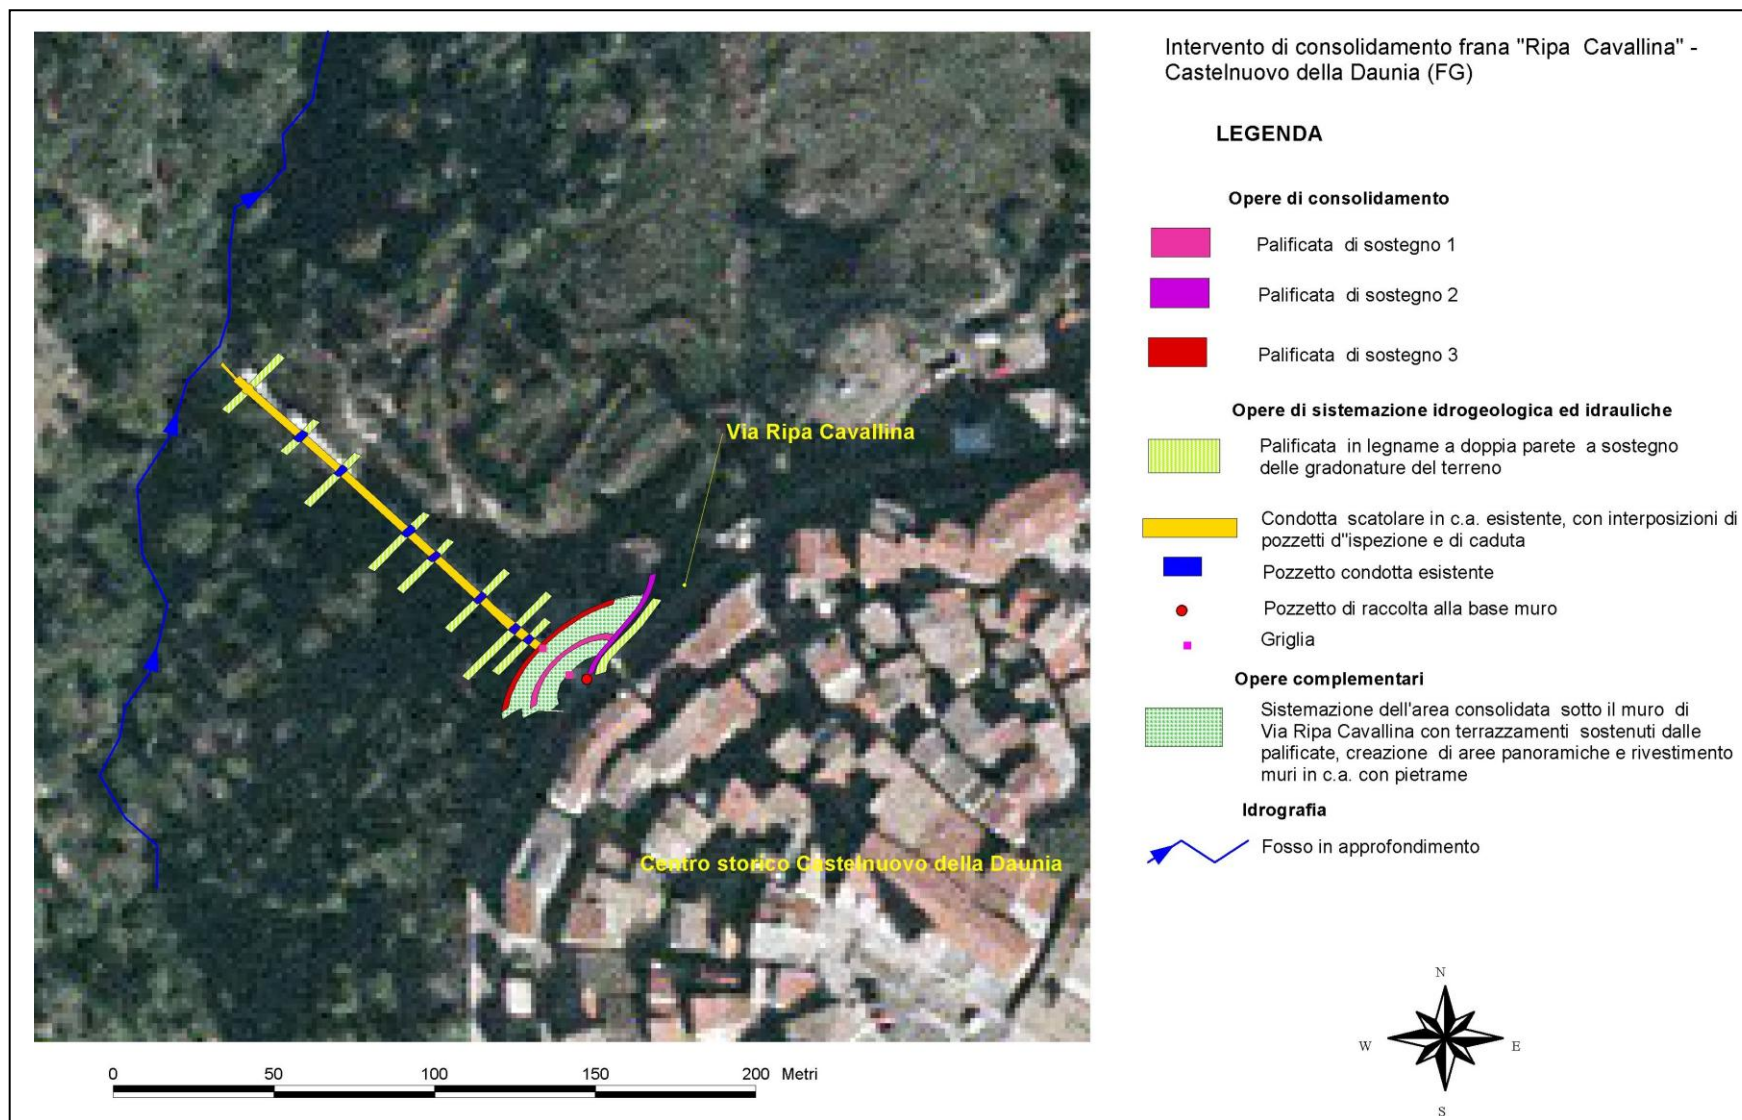 Intervento di consolidamento frana "Ripa Cavallina" -
Castelnuovo della Daunia (FG)
LEGENDA
Opere di consolidamento
Palificata di sostegno 1
Palificata di sostegno 2
Palificata di sostegno 3
Opere di sistemazione idrogeologica ed idrauliche
Palificata in legname a doppia parete a sostegno
delle gradonature del terreno
Condotta scatolare in c.a. esistente, con interposizioni di
pozzetti d''ispezione e di caduta
Pozzetto condotta esistente
Pozzetto di raccolta alla base muro
Griglia
Opere complementari
Sistemazione dell'area consolidata sotto il muro di
Via Ripa Cavallina con terrazzamenti sostenuti dalle
palificate, creazione di aree panoramiche e rivestimento
muri in c.a. con pietrame
Idrografia
Fosso in approfondimento
Via Ripa Cavallina
Centro storico Castelnuovo della Daunia
0 50 100 150 200 Metri
N
W E
S